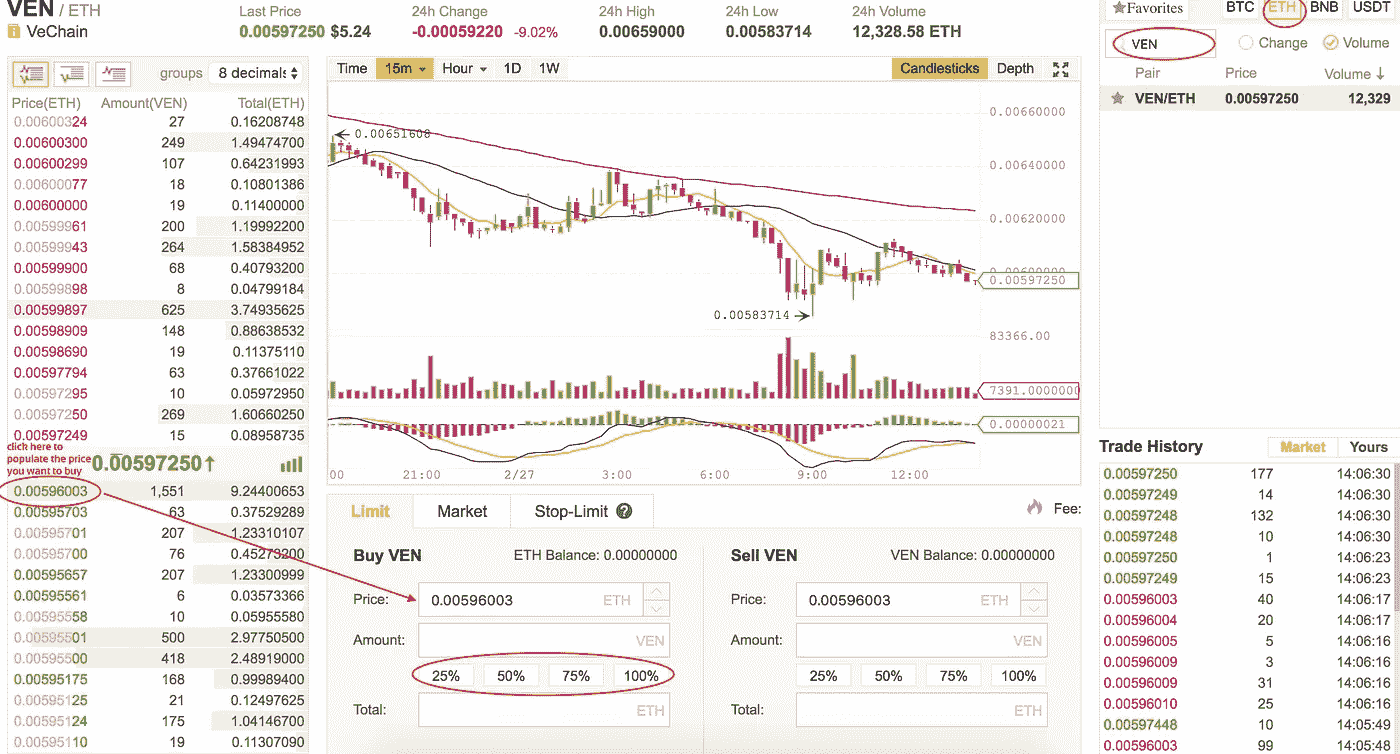 VEN / ETH
VeChain
Last Price
0.00597250 $5.24
24h Change
-0.00059220 -9.02%
24h High
0.00659000
24h Low
0.00583714
24h Volume
12,328.58 ETH
groups 8 decimals
Price(ETH) Amount(VEN) Total(ETH)
0.00600324 27 0.16208748
0.00600300 249 1.49474700
0.00600299 107 0.64231993
0.00600077 18 0.10801386
0.00600000 19 0.11400000
0.00599961 200 1.19992200
0.00599943 264 1.58384952
0.00599900 68 0.40793200
0.00599898 8 0.04799184
0.00599897 625 3.74935625
0.00598909 148 0.88638532
0.00598690 19 0.11375110
0.00597794 63 0.37661022
0.00597295 10 0.05972950
0.00597250 269 1.60660250
0.00597249 15 0.08958735
click here to
populate the price
you want to buy
0.00597250↑
0.00596003 1,551 9.24400653
0.00595703 63 0.37529289
0.00595701 207 1.23310107
0.00595700 76 0.45273200
0.00595657 207 1.23300999
0.00595561 6 0.03573366
0.00595558 10 0.05955580
0.00595501 500 2.97750500
0.00595500 418 2.48919000
0.00595175 168 0.99989400
0.00595125 21 0.12497625
0.00595124 175 1.04146700
0.00595110 19 0.11307090
Time 15m Hour 1D 1W
Candlesticks Depth
0.00660000
0.00651608
0.00640000
0.00620000
0.00600000
0.00597250
0.00583714
83366.00
7391.0000000
0.00000021
:00 21:00 2/27 3:00 6:00 9:00 12:00
Limit Market Stop-Limit ?
Fee:
Buy VEN ETH Balance: 0.00000000
Price: 0.00596003 ETH
Amount: VEN
25% 50% 75% 100%
Total: ETH
Sell VEN VEN Balance: 0.00000000
Price: 0.00596003 ETH
Amount: VEN
25% 50% 75% 100%
Total: ETH
Favorites BTC ETH BNB USDT
VEN Change Volume
Pair Price Volume ↓
VEN/ETH 0.00597250 12,329
Trade History Market Yours
0.00597250 177 14:06:30
0.00597249 14 14:06:30
0.00597248 132 14:06:30
0.00597248 10 14:06:30
0.00597250 1 14:06:23
0.00597249 15 14:06:23
0.00596003 40 14:06:17
0.00596004 20 14:06:17
0.00596005 5 14:06:16
0.00596009 3 14:06:16
0.00596009 31 14:06:16
0.00596010 25 14:06:16
0.00597448 10 14:05:49
0.00596003 99 14:05:48